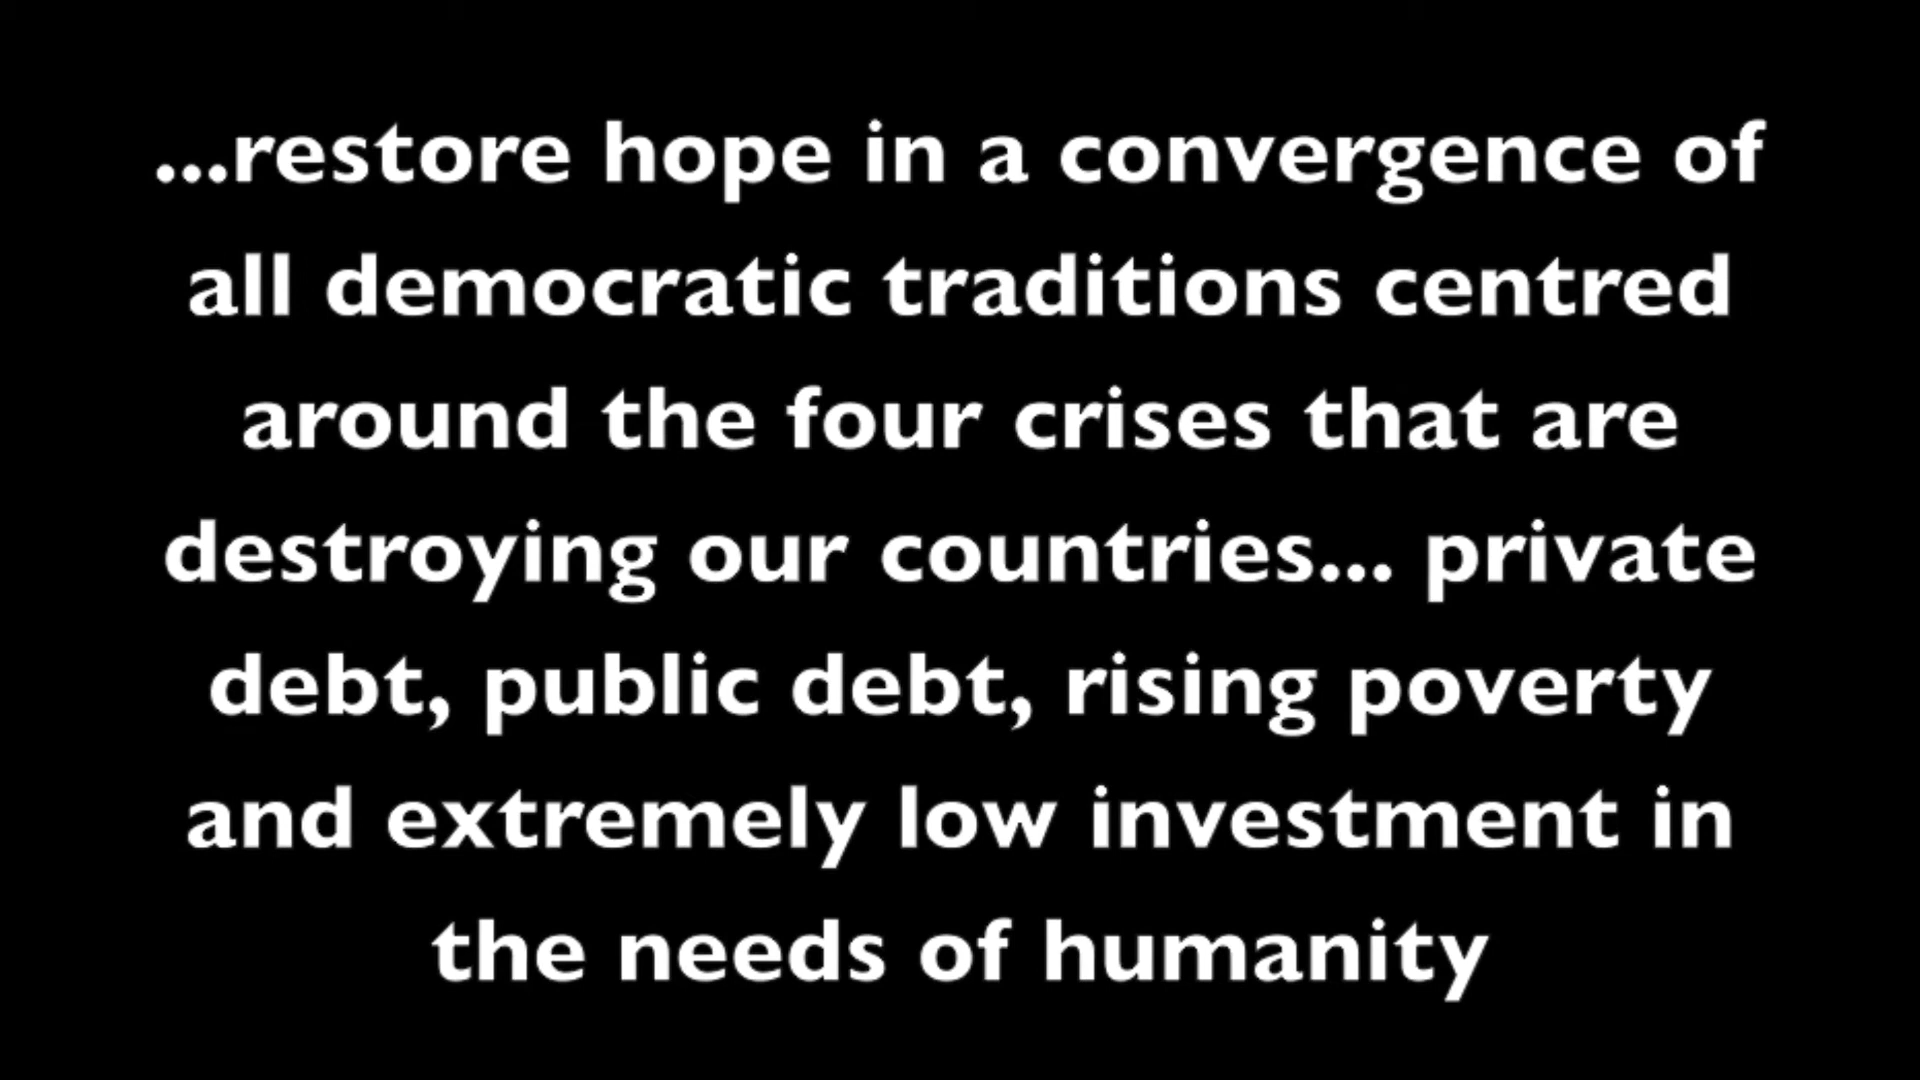 ...restore hope in a convergence of
all democratic traditions centred
around the four crises that are
destroying our countries... private
debt, public debt, rising poverty
and extremely low investment in
the needs of humanity